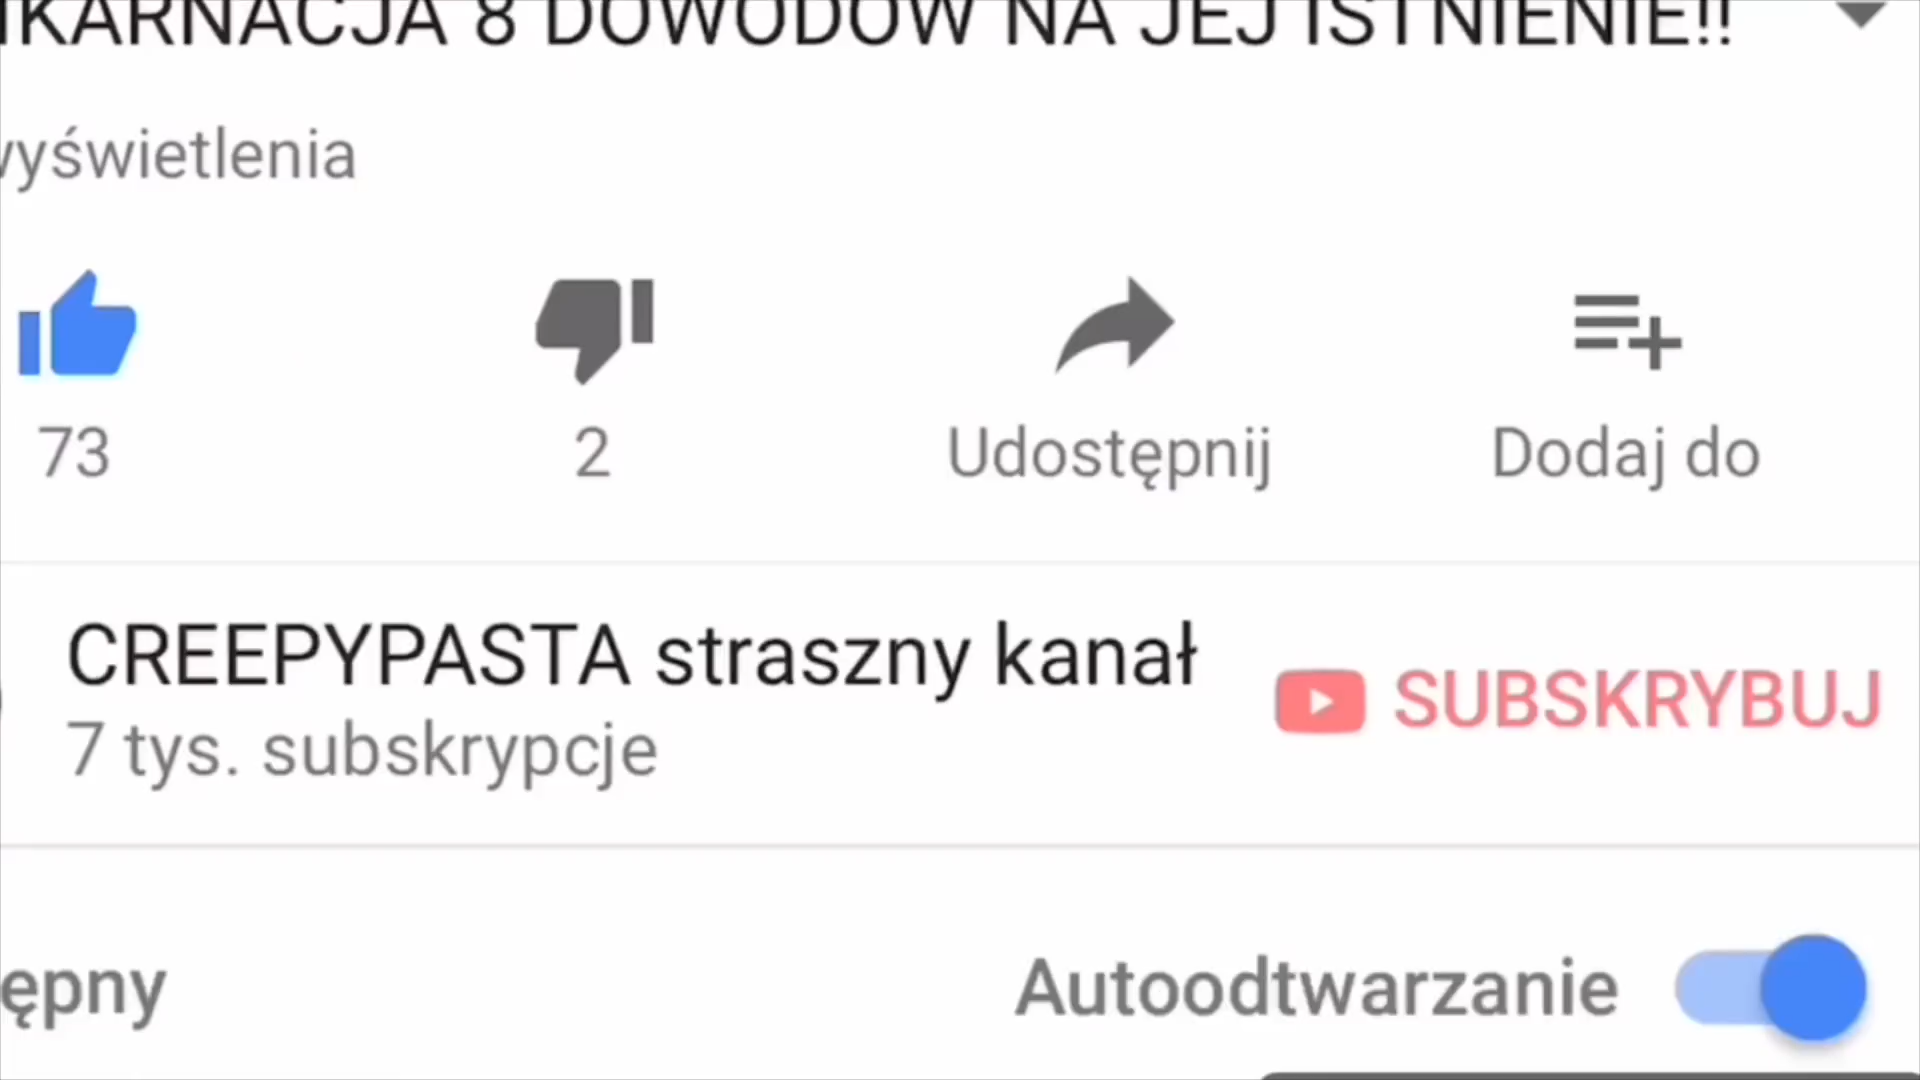 IKARNACJA 8 DOWODÓW NA JEJ ISTNIENIE!!
wyświetlenia
73
2
Udostępnij
Dodaj do
CREEPYPASTA straszny kanał
7 tys. subskrypcje
SUBSKRYBUJ
ępny
Autoodtwarzanie